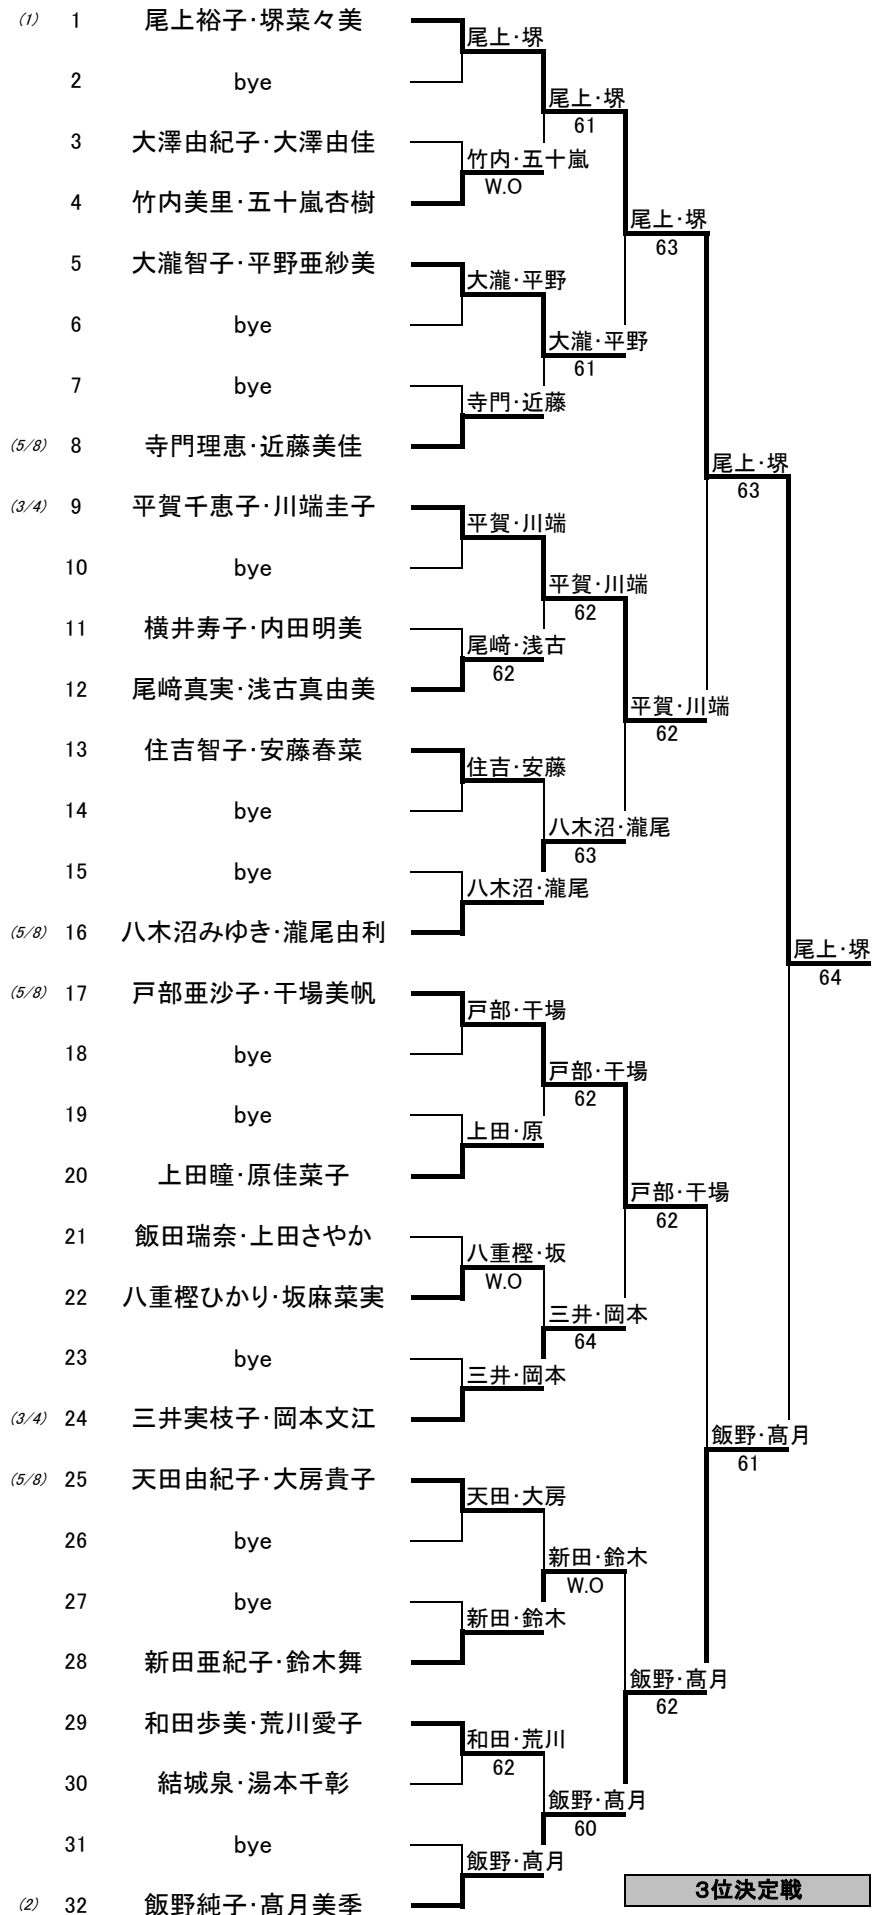 (1) 1 尾上裕子・堺菜々美
尾上・堺
2 bye
尾上・堺
61
3 大澤由紀子・大澤由佳
竹内・五十嵐
W.O
4 竹内美里・五十嵐杏樹
尾上・堺
63
5 大瀧智子・平野亜紗美
大瀧・平野
6 bye
大瀧・平野
61
7 bye
寺門・近藤
(5/8) 8 寺門理恵・近藤美佳
尾上・堺
63
(3/4) 9 平賀千恵子・川端圭子
平賀・川端
10 bye
平賀・川端
62
11 横井寿子・内田明美
尾﨑・浅古
62
12 尾﨑真実・浅古真由美
平賀・川端
62
13 住吉智子・安藤春菜
住吉・安藤
14 bye
八木沼・瀧尾
63
15 bye
八木沼・瀧尾
(5/8) 16 八木沼みゆき・瀧尾由利
尾上・堺
64
(5/8) 17 戸部亜沙子・干場美帆
戸部・干場
18 bye
戸部・干場
62
19 bye
上田・原
20 上田瞳・原佳菜子
戸部・干場
62
21 飯田瑞奈・上田さやか
八重樫・坂
W.O
22 八重樫ひかり・坂麻菜実
三井・岡本
64
23 bye
三井・岡本
(3/4) 24 三井実枝子・岡本文江
飯野・髙月
61
(5/8) 25 天田由紀子・大房貴子
天田・大房
26 bye
新田・鈴木
W.O
27 bye
新田・鈴木
28 新田亜紀子・鈴木舞
飯野・髙月
62
29 和田歩美・荒川愛子
和田・荒川
62
30 結城泉・湯本千彰
飯野・髙月
60
31 bye
飯野・髙月
3位決定戦
(2) 32 飯野純子・髙月美季